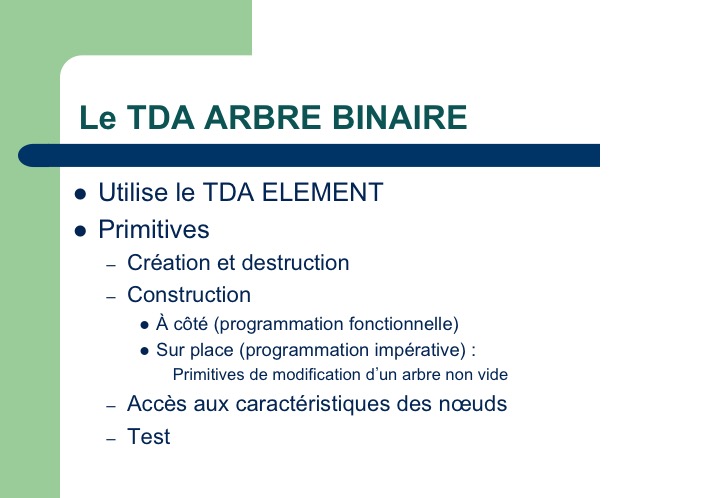 Le TDA ARBRE BINAIRE
● Utilise le TDA ELEMENT
● Primitives
– Création et destruction
– Construction
● À côté (programmation fonctionnelle)
● Sur place (programmation impérative) :
Primitives de modification d’un arbre non vide
– Accès aux caractéristiques des nœuds
– Test